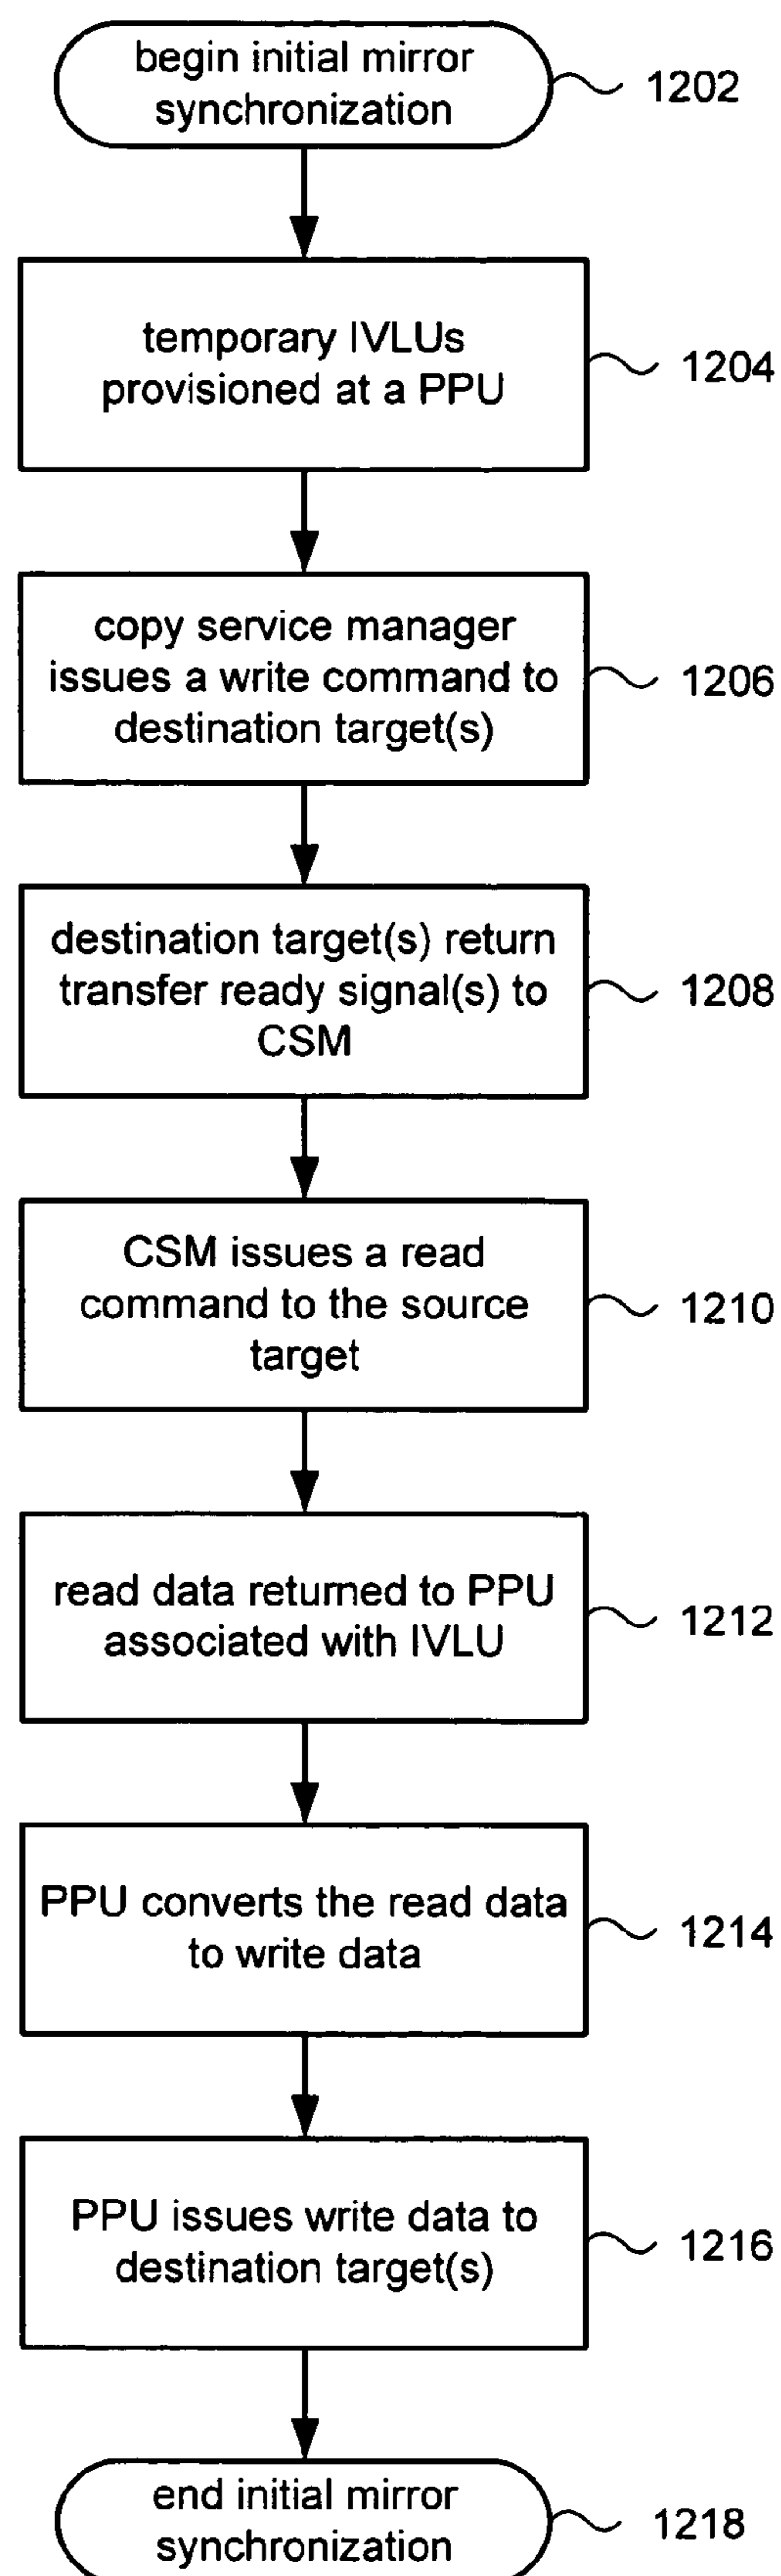 begin initial mirror
synchronization
1202
temporary IVLUs
provisioned at a PPU
1204
copy service manager
issues a write command to
destination target(s)
1206
destination target(s) return
transfer ready signal(s) to
CSM
1208
CSM issues a read
command to the source
target
1210
read data returned to PPU
associated with IVLU
1212
PPU converts the read data
to write data
1214
PPU issues write data to
destination target(s)
1216
end initial mirror
synchronization
1218